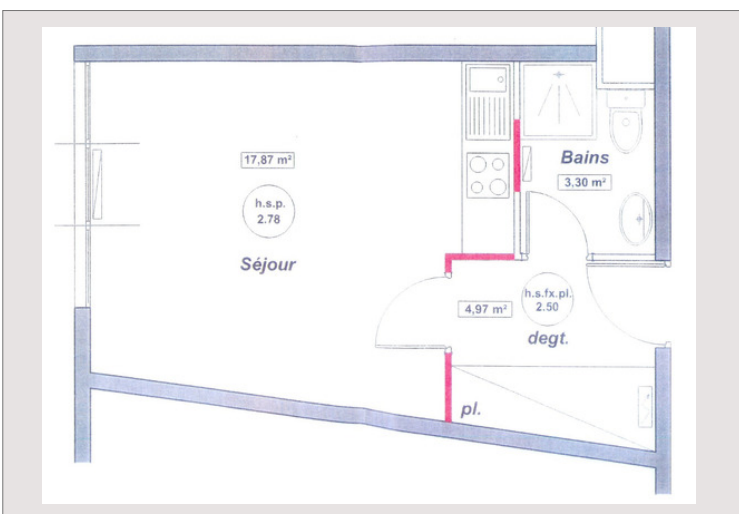 17,87 m²
h.s.p.
2.78
Séjour
Bains
3,30 m²
4,97 m²
h.s.fx.pl.
2.50
degt.
pl.